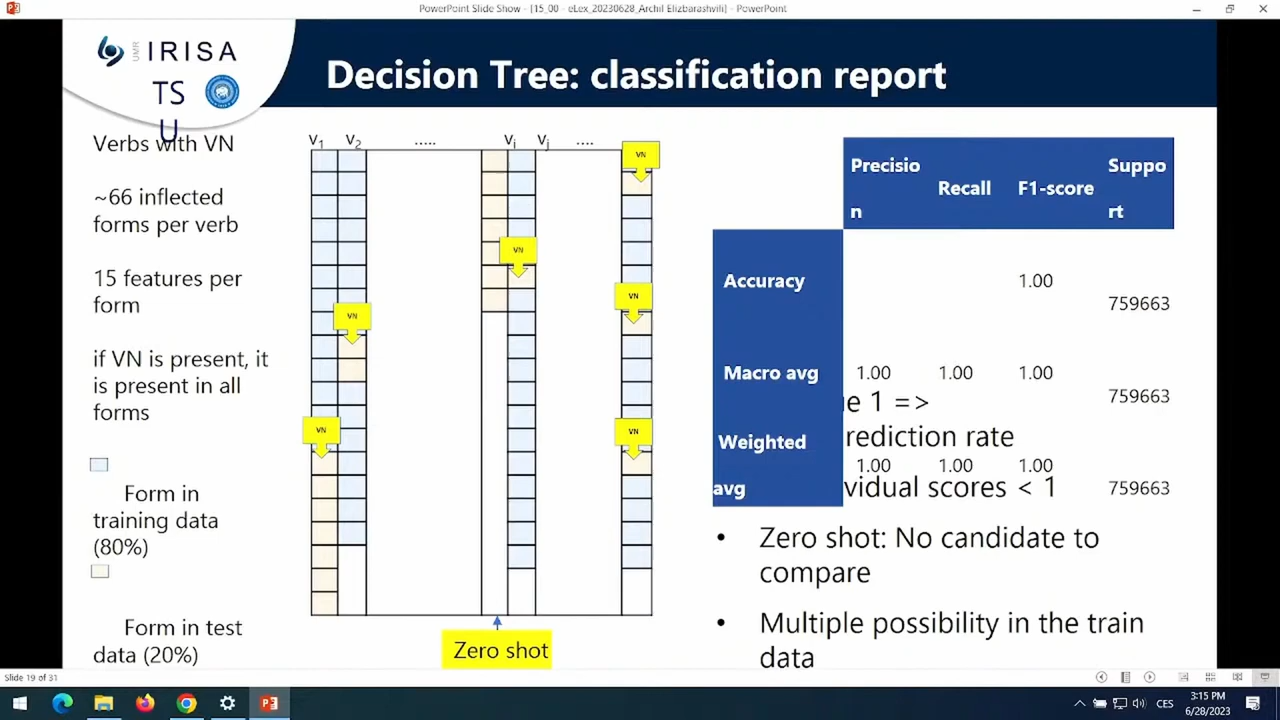 PowerPoint Slide Show - [15_00 - eLex_20230628_Archil Elizbarashvili] - PowerPoint
UMR IRISA
TS
U
Decision Tree: classification report
Verbs with VN
~66 inflected
forms per verb
15 features per
form
if VN is present, it
is present in all
forms
Form in
training data
(80%)
Form in test
data (20%)
V1 V2 ..... Vi Vj ....
VN
VN
VN
VN
VN
VN
Zero shot
Precisio
n
Recall
F1-score
Suppo
rt
Accuracy
1.00
759663
Macro avg
1.00 1.00 1.00
759663
Weighted
avg
1.00 1.00 1.00
759663
e 1 =>
rediction rate
vidual scores < 1
• Zero shot: No candidate to
compare
• Multiple possibility in the train
data
Slide 19 of 31
CES
3:15 PM
6/28/2023